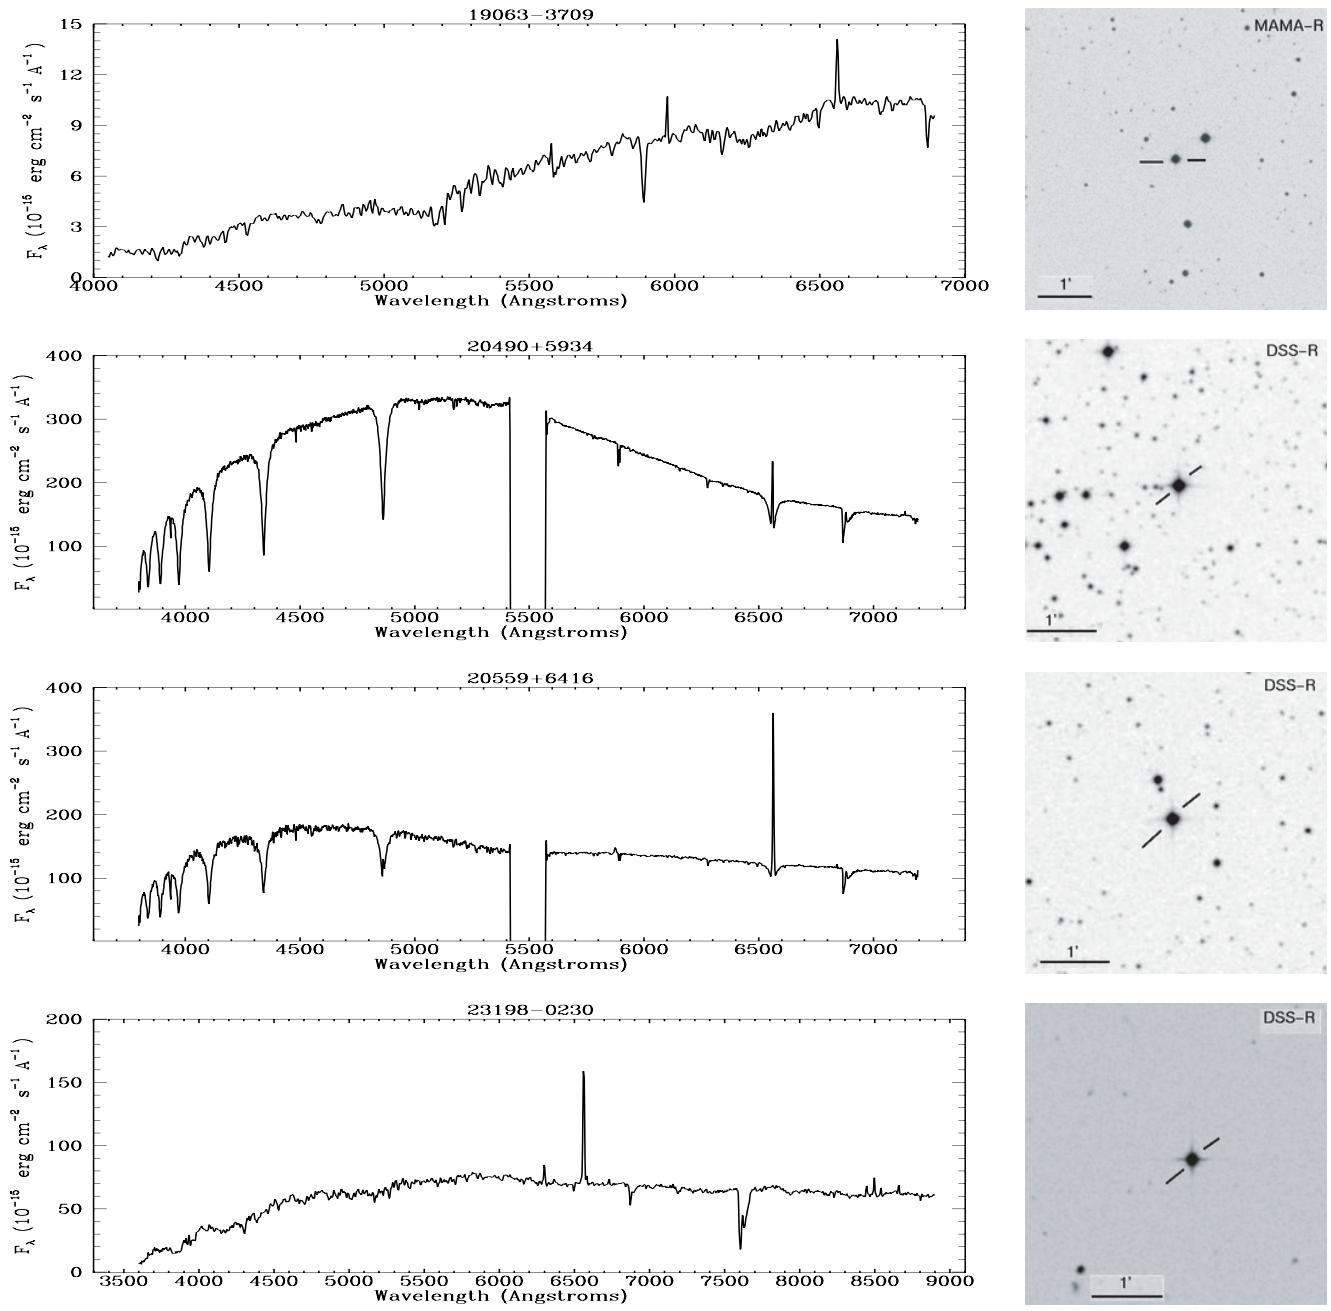 19063−3709
MAMA−R
15
12
9
6
3
0
F_λ (10^−15 erg cm^−2 s^−1 A^−1)
4000 4500 5000 5500 6000 6500 7000
Wavelength (Angstroms)
1'
20490+5934
DSS−R
400
300
200
100
F_λ (10^−15 erg cm^−2 s^−1 A^−1)
4000 4500 5000 5500 6000 6500 7000
Wavelength (Angstroms)
1'
20559+6416
DSS−R
400
300
200
100
F_λ (10^−15 erg cm^−2 s^−1 A^−1)
4000 4500 5000 5500 6000 6500 7000
Wavelength (Angstroms)
1'
23198−0230
DSS−R
200
150
100
50
0
F_λ (10^−15 erg cm^−2 s^−1 A^−1)
3500 4000 4500 5000 5500 6000 6500 7000 7500 8000 8500 9000
Wavelength (Angstroms)
1'